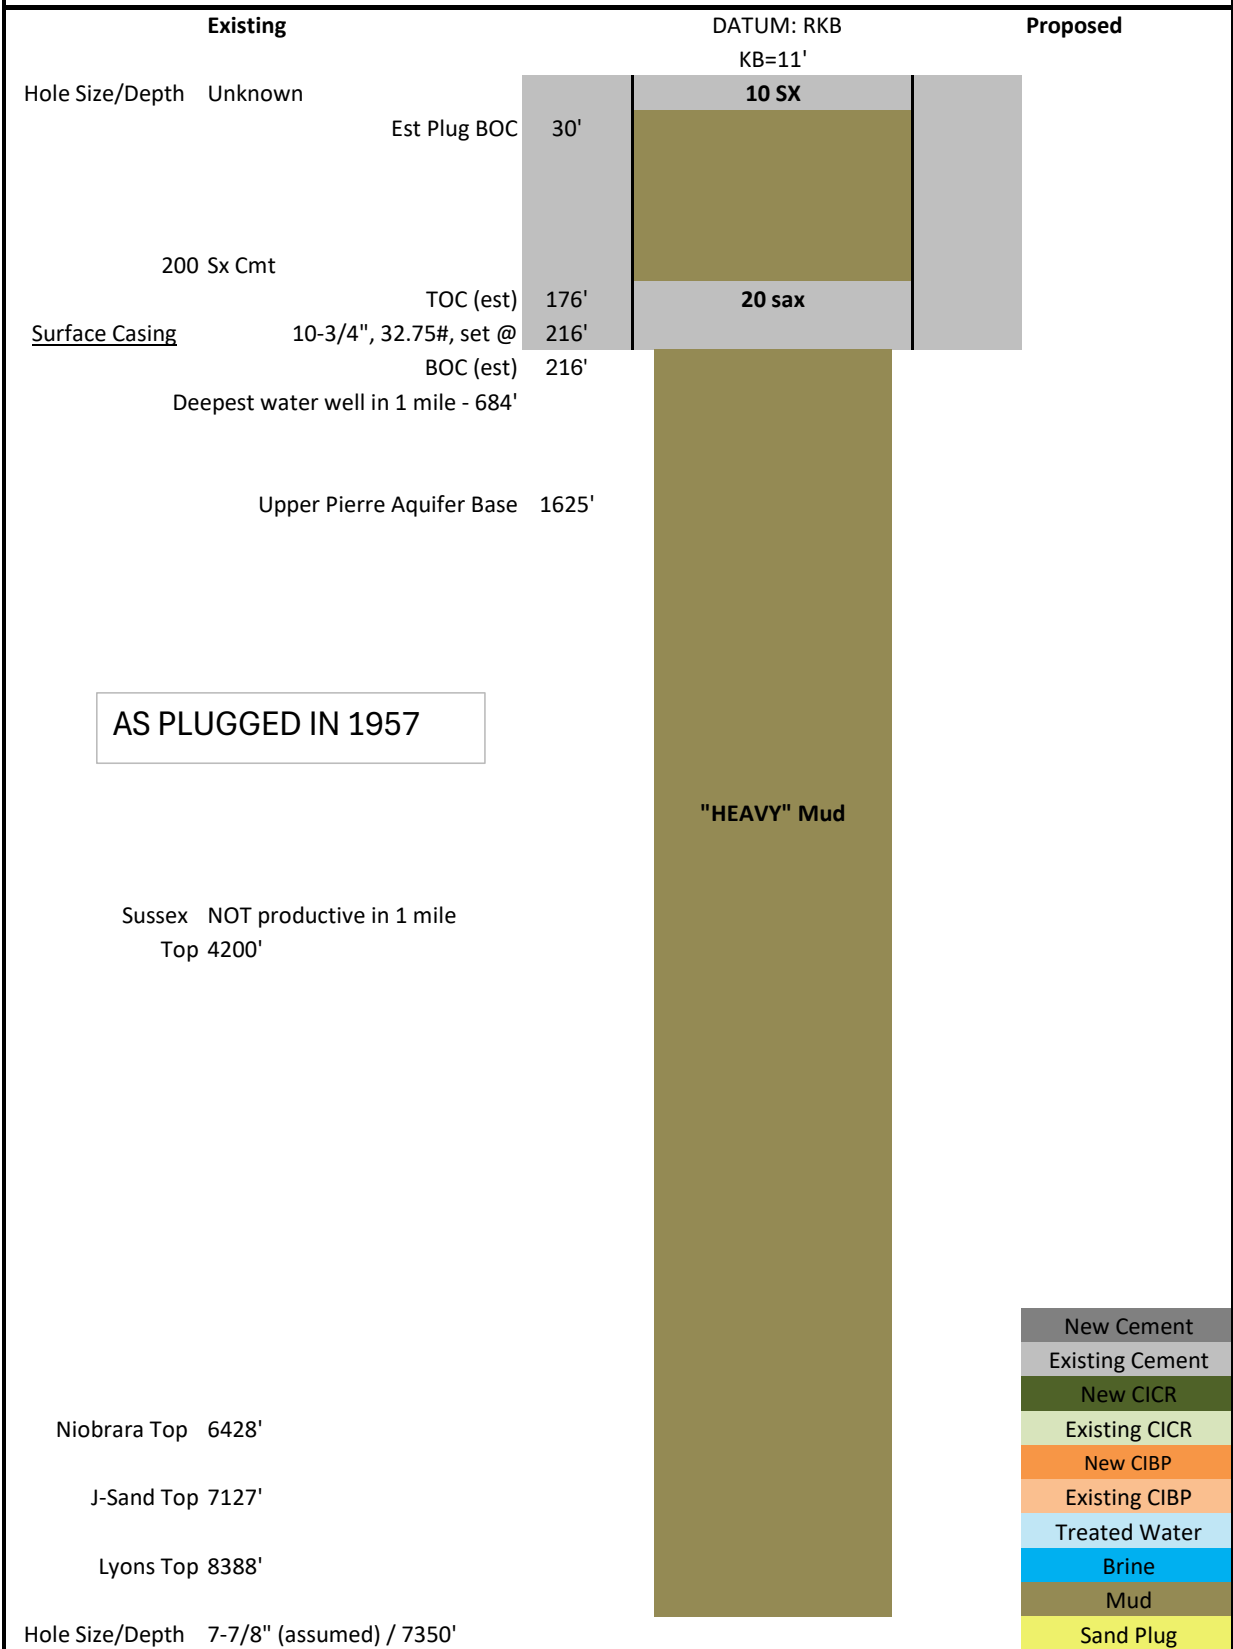 Existing DATUM: RKB Proposed
KB=11'
Hole Size/Depth Unknown 10 SX
Est Plug BOC 30'
200 Sx Cmt
TOC (est) 176' 20 sax
Surface Casing 10-3/4", 32.75#, set @ 216'
BOC (est) 216'
Deepest water well in 1 mile - 684'
Upper Pierre Aquifer Base 1625'
AS PLUGGED IN 1957
"HEAVY" Mud
Sussex NOT productive in 1 mile
Top 4200'
New Cement
Existing Cement
New CICR
Niobrara Top 6428' Existing CICR
New CIBP
J-Sand Top 7127' Existing CIBP
Treated Water
Lyons Top 8388' Brine
Mud
Hole Size/Depth 7-7/8" (assumed) / 7350' Sand Plug